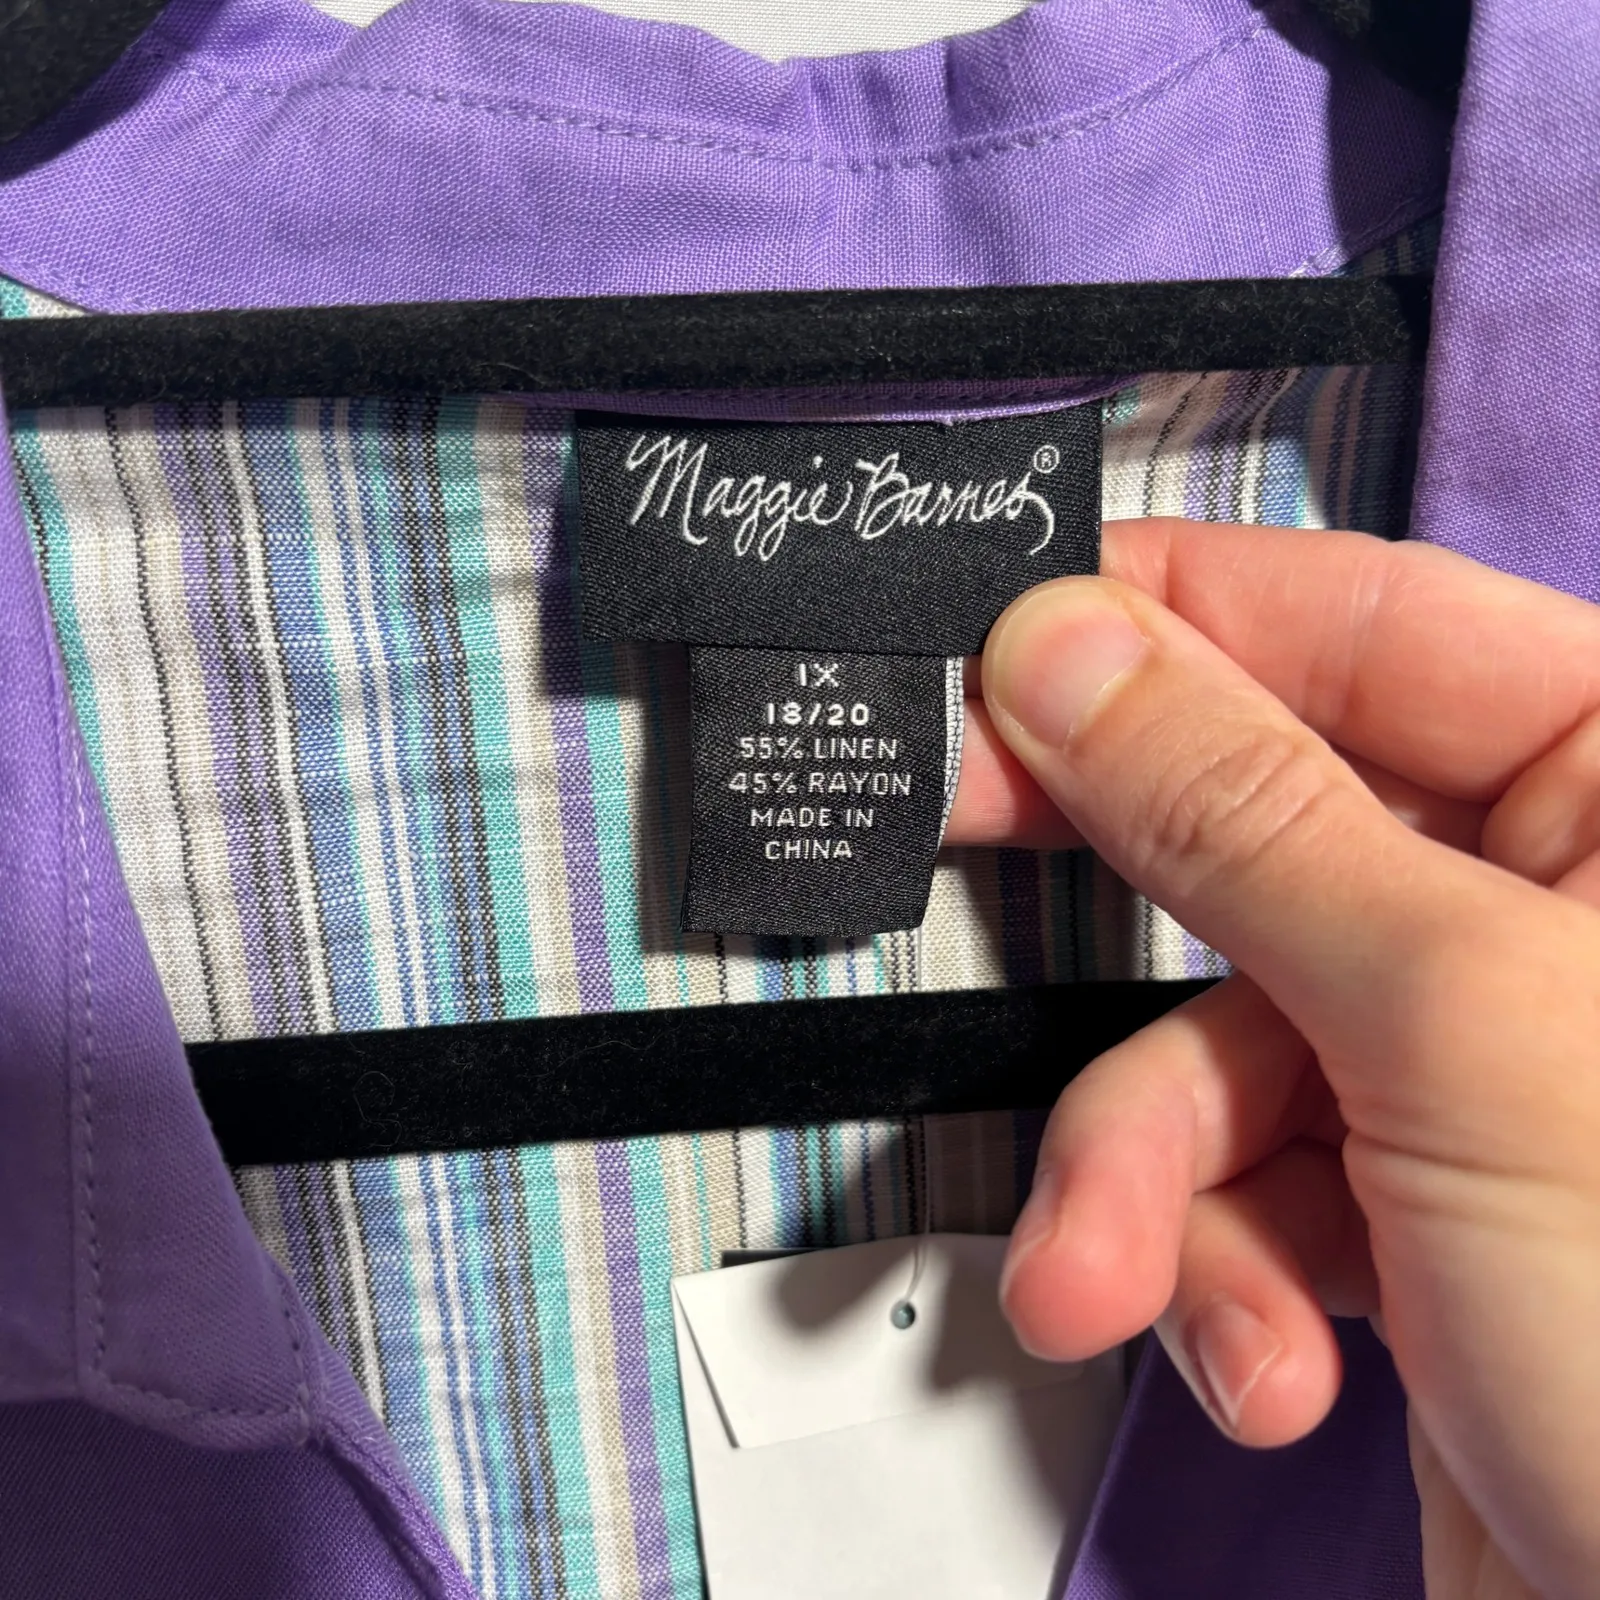 Maggie Barnes®
1X
18/20
55% LINEN
45% RAYON
MADE IN
CHINA